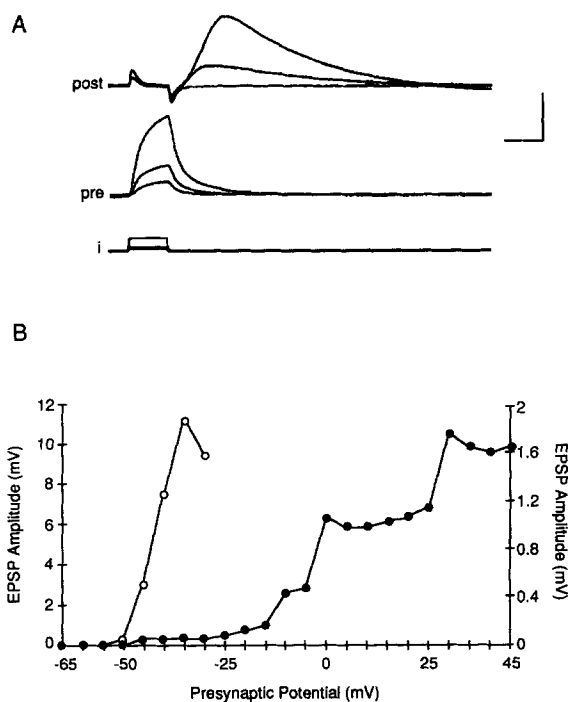 A
post
pre
i
B
12
10
8
6
4
2
0
EPSP Amplitude (mV)
2
1.6
1.2
0.8
0.4
0
EPSP Amplitude (mV)
-65 -50 -25 0 25 45
Presynaptic Potential (mV)